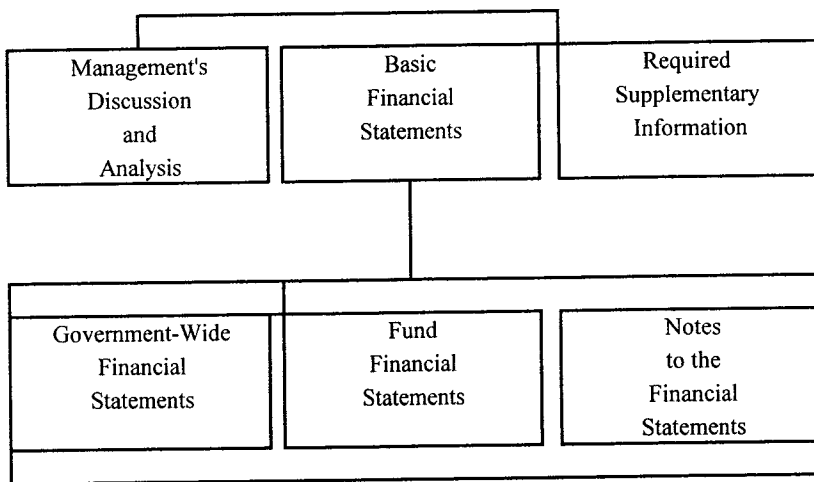 Management's
Discussion
and
Analysis
Basic
Financial
Statements
Required
Supplementary
Information
Government-Wide
Financial
Statements
Fund
Financial
Statements
Notes
to the
Financial
Statements